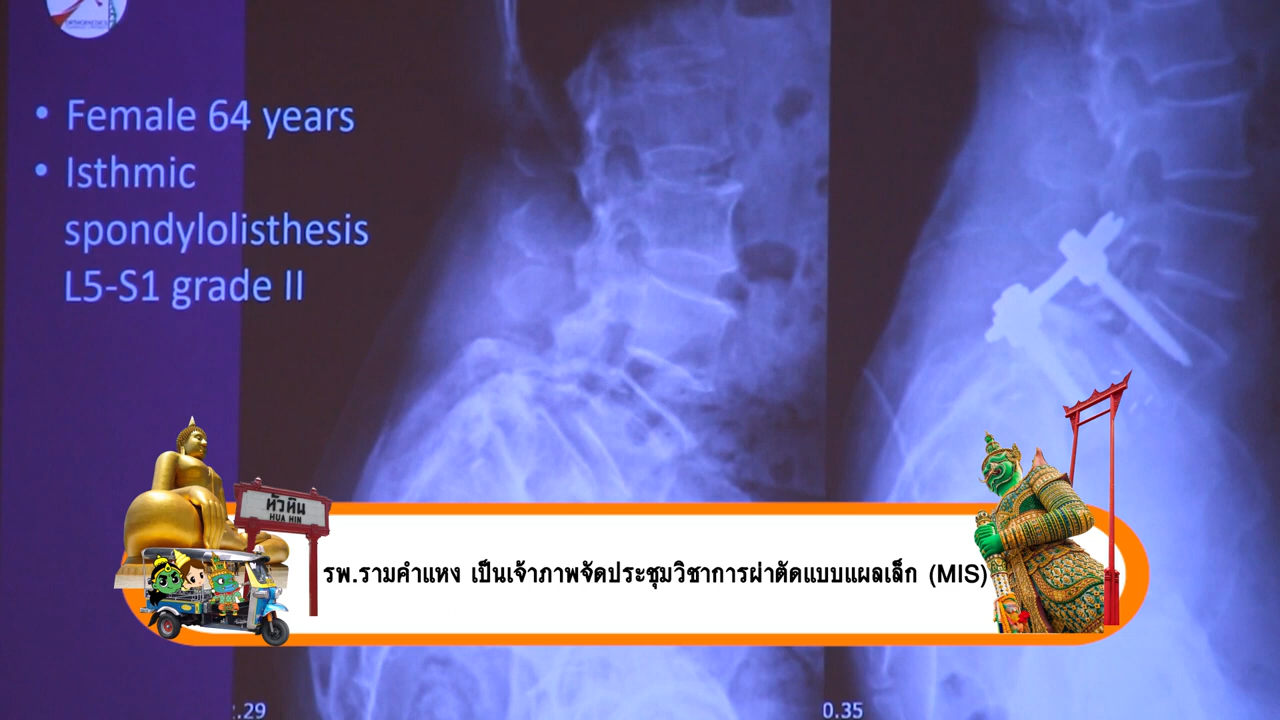 ORTHOPAEDICS
• Female 64 years
• Isthmic
spondylolisthesis
L5-S1 grade II
หัวหิน
HUA HIN
รพ.รามคำแหง เป็นเจ้าภาพจัดประชุมวิชาการผ่าตัดแบบแผลเล็ก (MIS)
.29
0.35